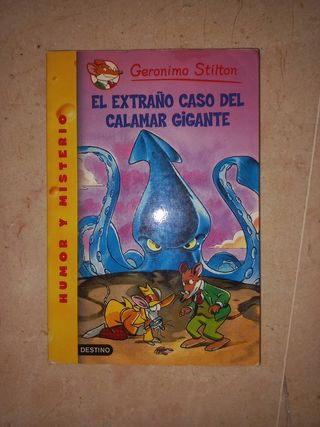 Geronimo Stilton
EL EXTRAÑO CASO DEL
CALAMAR GIGANTE
HUMOR Y MISTERIO
DESTINO